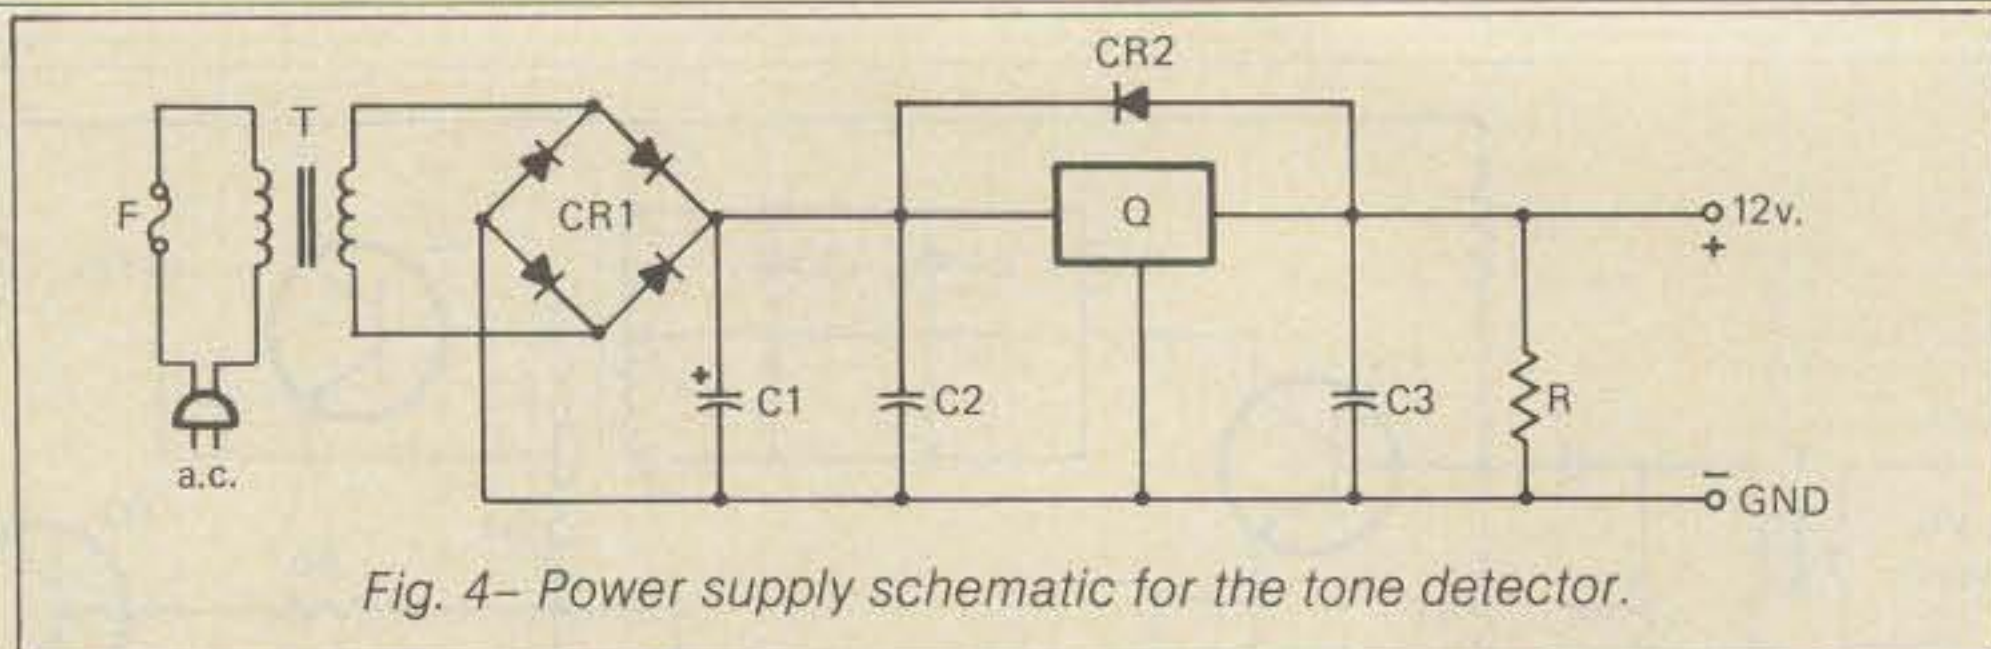 CR2
T
F
CR1
Q
12v.
+
+
C1
C2
C3
R
a.c.
–
GND
Fig. 4– Power supply schematic for the tone detector.